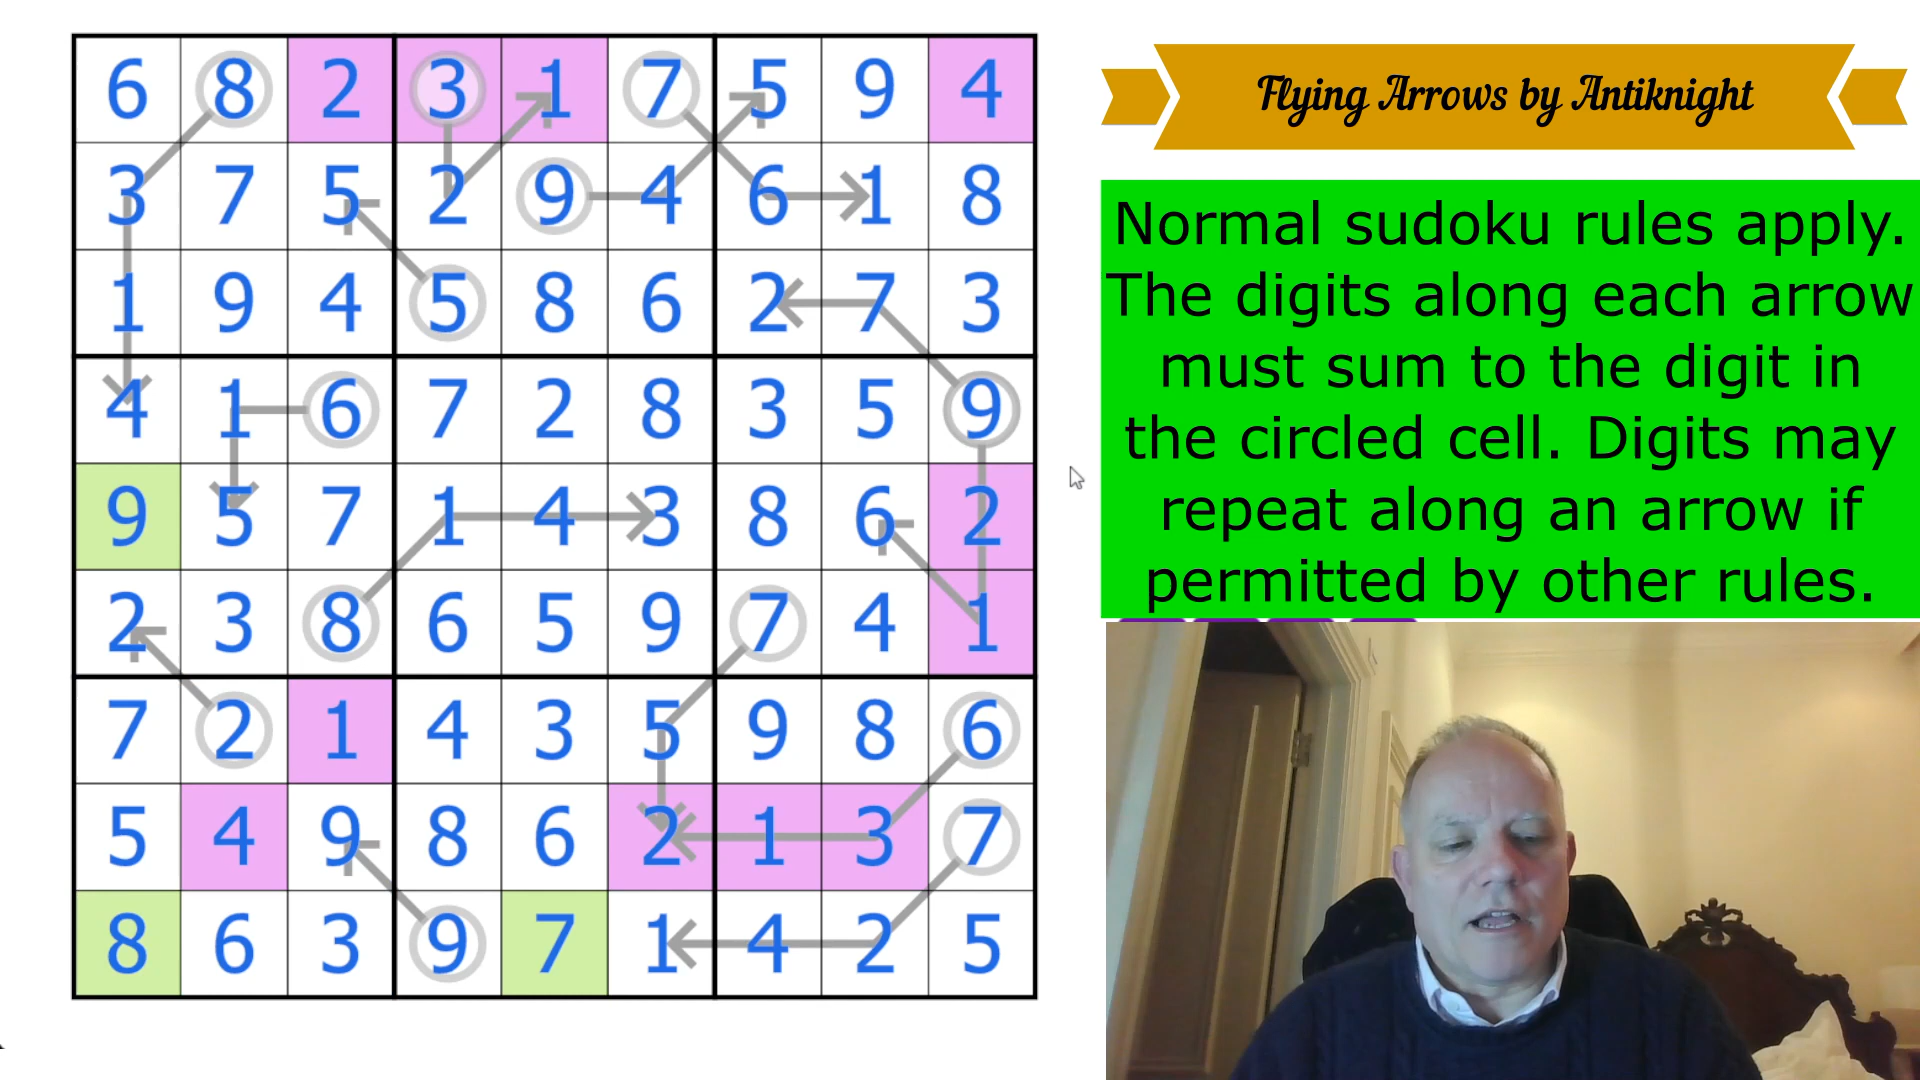 6 8 2 3 1 7 5 9 4
3 7 5 2 9 4 6 1 8
1 9 4 5 8 6 2 7 3
4 1 6 7 2 8 3 5 9
9 5 7 1 4 3 8 6 2
2 3 8 6 5 9 7 4 1
7 2 1 4 3 5 9 8 6
5 4 9 8 6 2 1 3 7
8 6 3 9 7 1 4 2 5
Flying Arrows by Antiknight
Normal sudoku rules apply.
The digits along each arrow
must sum to the digit in
the circled cell. Digits may
repeat along an arrow if
permitted by other rules.